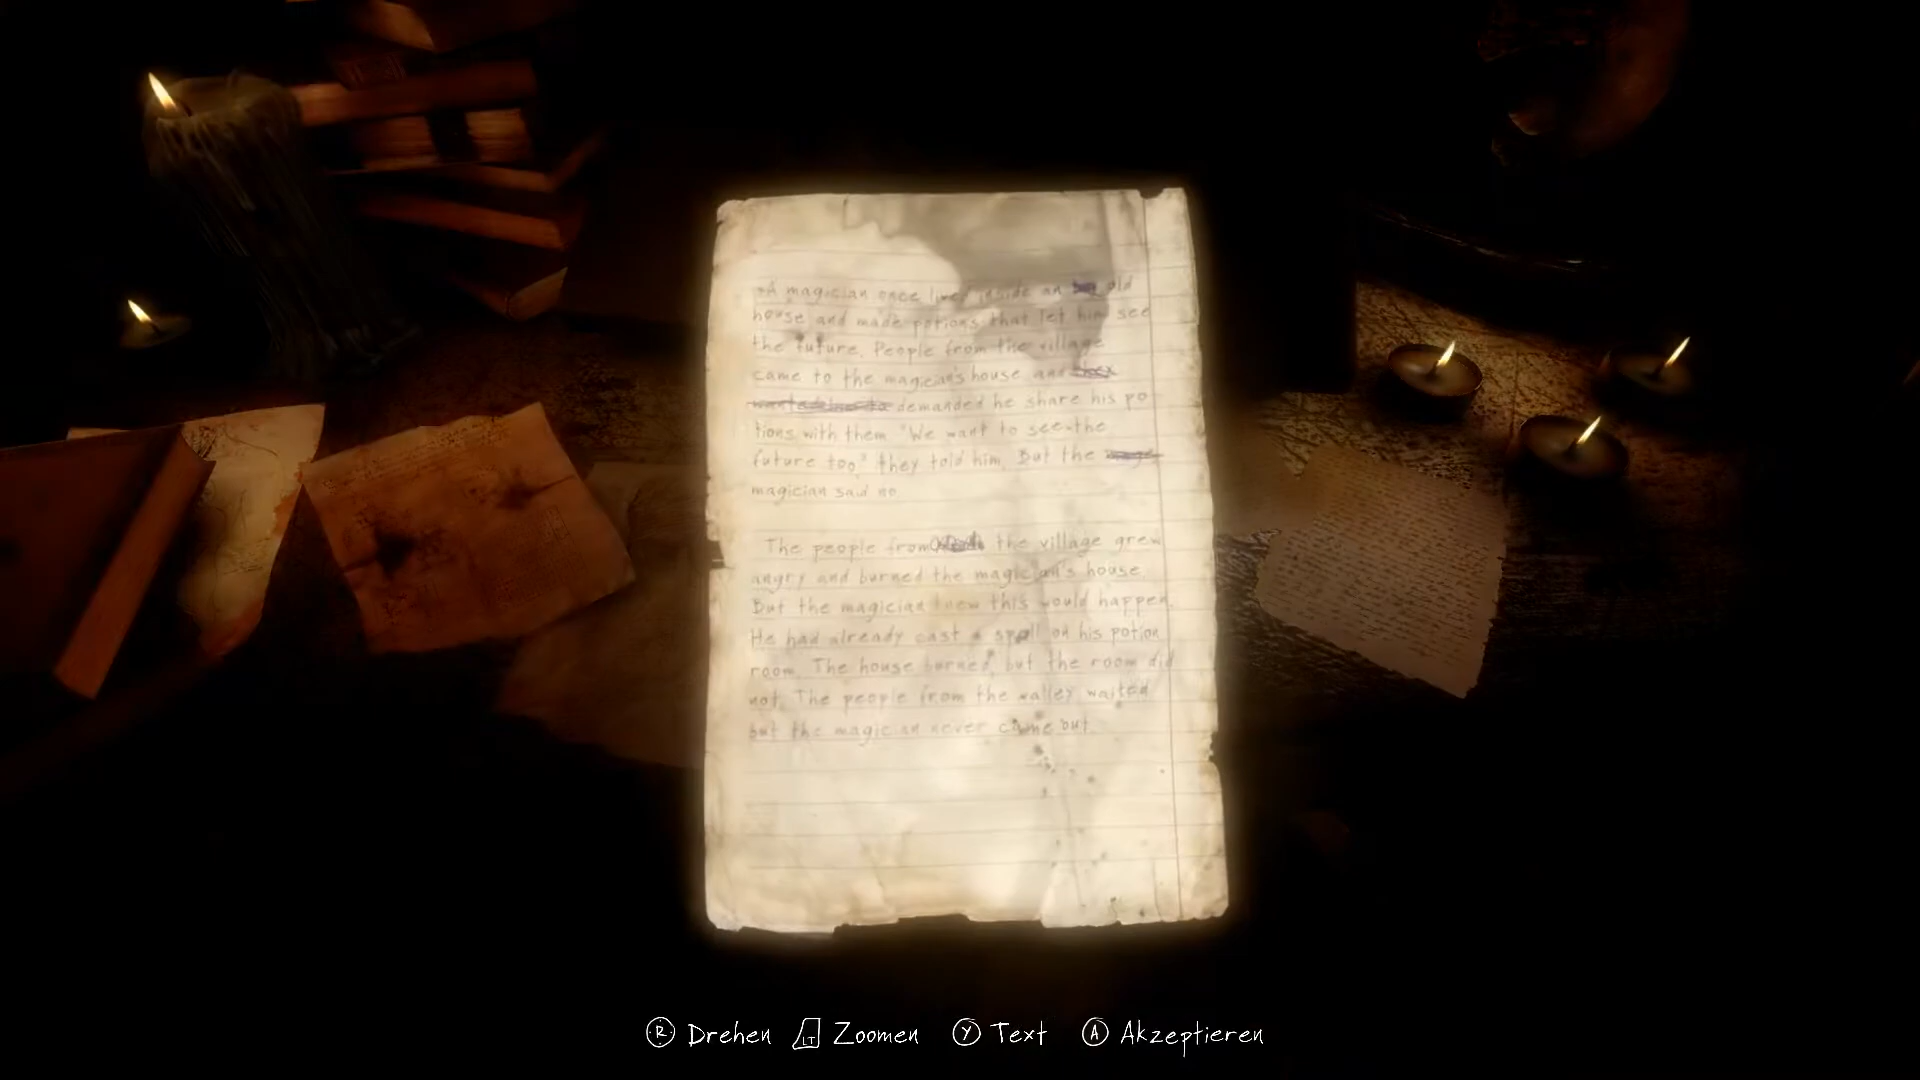 A magician once lived inside an old
house and made potions that let him see
the future. People from the village
came to the magician's house and they
wanted him to demanded he share his po
tions with them "We want to see the
future too" they told him. But the
magician said no
The people from the village grew
angry and burned the magician's house.
But the magician knew this would happen.
He had already cast a spell on his potion
room. The house burned, but the room did
not. The people from the valley waited
but the magician never came out.
R Drehen LT Zoomen Y Text A Akzeptieren